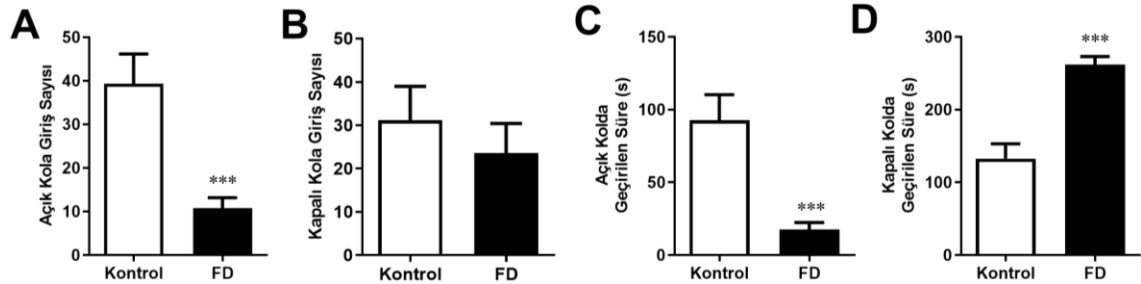 A
Açık Kola Giriş Sayısı
50
40
30
20
10
0
***
Kontrol
FD
B
Kapalı Kola Giriş Sayısı
50
40
30
20
10
0
Kontrol
FD
C
Açık Kolda
Geçirilen Süre (s)
150
100
50
0
***
Kontrol
FD
D
Kapalı Kolda
Geçirilen Süre (s)
300
200
100
0
***
Kontrol
FD